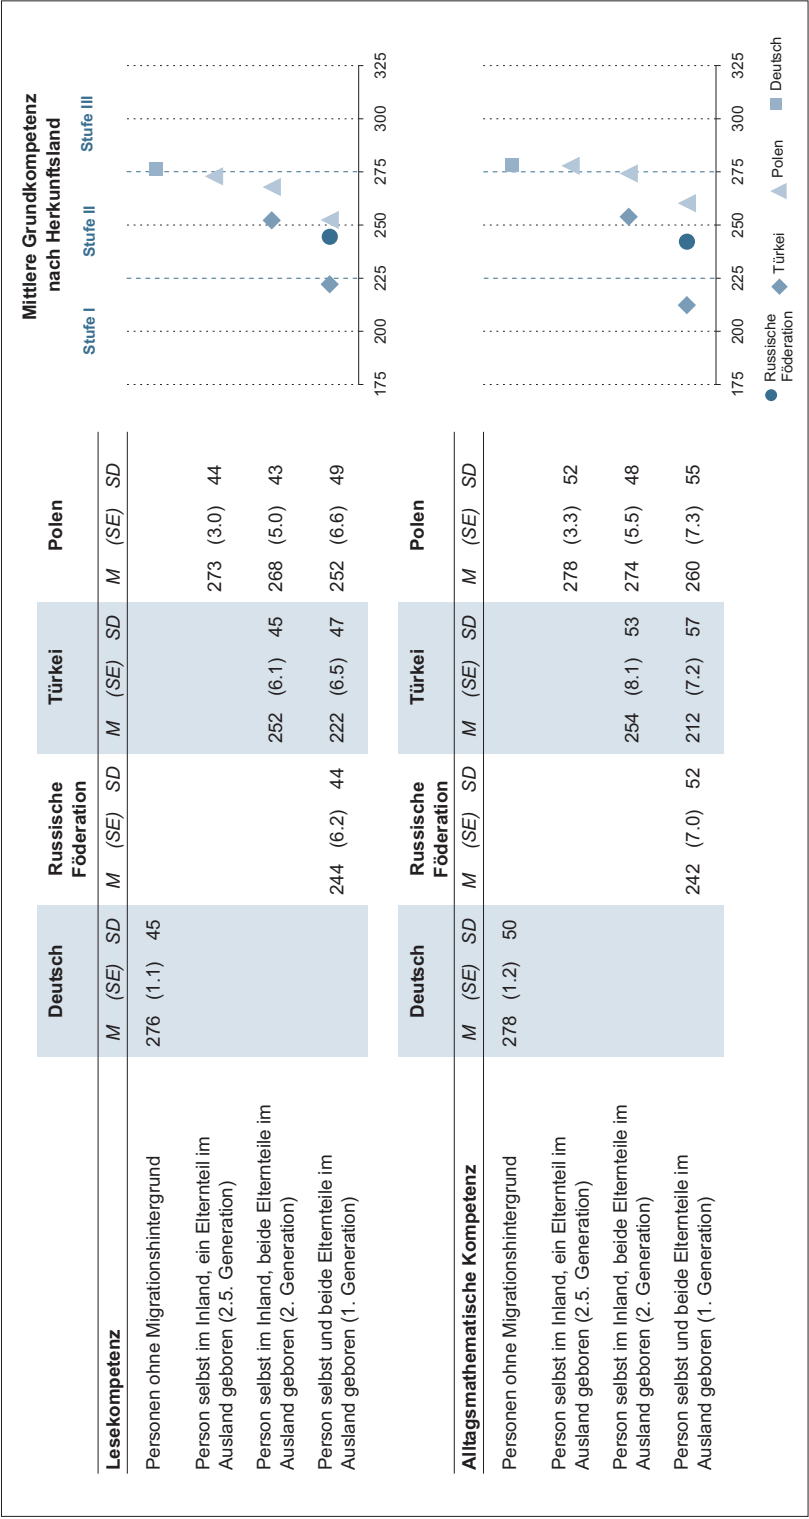 Mittlere Grundkompetenz
nach Herkunftsland
Deutsch Russische Föderation Türkei Polen
Stufe I Stufe II Stufe III
Lesekompetenz M (SE) SD M (SE) SD M (SE) SD M (SE) SD
Personen ohne Migrationshintergrund 276 (1.1) 45
Person selbst im Inland, ein Elternteil im
Ausland geboren (2.5. Generation) 273 (3.0) 44
Person selbst im Inland, beide Elternteile im
Ausland geboren (2. Generation) 252 (6.1) 45 268 (5.0) 43
Person selbst und beide Elternteile im
Ausland geboren (1. Generation) 244 (6.2) 44 222 (6.5) 47 252 (6.6) 49
175 200 225 250 275 300 325
Deutsch Russische Föderation Türkei Polen
Alltagsmathematische Kompetenz M (SE) SD M (SE) SD M (SE) SD M (SE) SD
Personen ohne Migrationshintergrund 278 (1.2) 50
Person selbst im Inland, ein Elternteil im
Ausland geboren (2.5. Generation) 278 (3.3) 52
Person selbst im Inland, beide Elternteile im
Ausland geboren (2. Generation) 254 (8.1) 53 274 (5.5) 48
Person selbst und beide Elternteile im
Ausland geboren (1. Generation) 242 (7.0) 52 212 (7.2) 57 260 (7.3) 55
175 200 225 250 275 300 325
Russische
Föderation Türkei Polen Deutsch